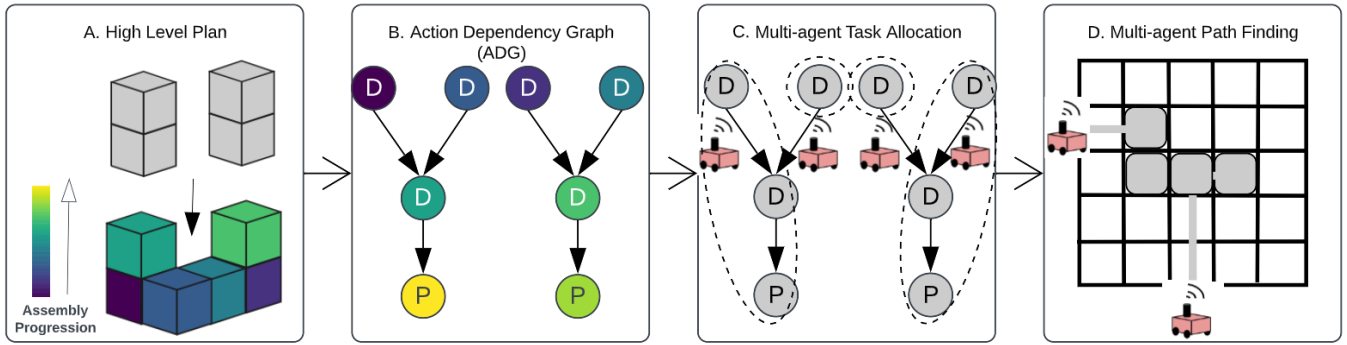 A. High Level Plan
Assembly
Progression
B. Action Dependency Graph
(ADG)
D D D D
D D
P P
C. Multi-agent Task Allocation
D D D D
D D
P P
D. Multi-agent Path Finding